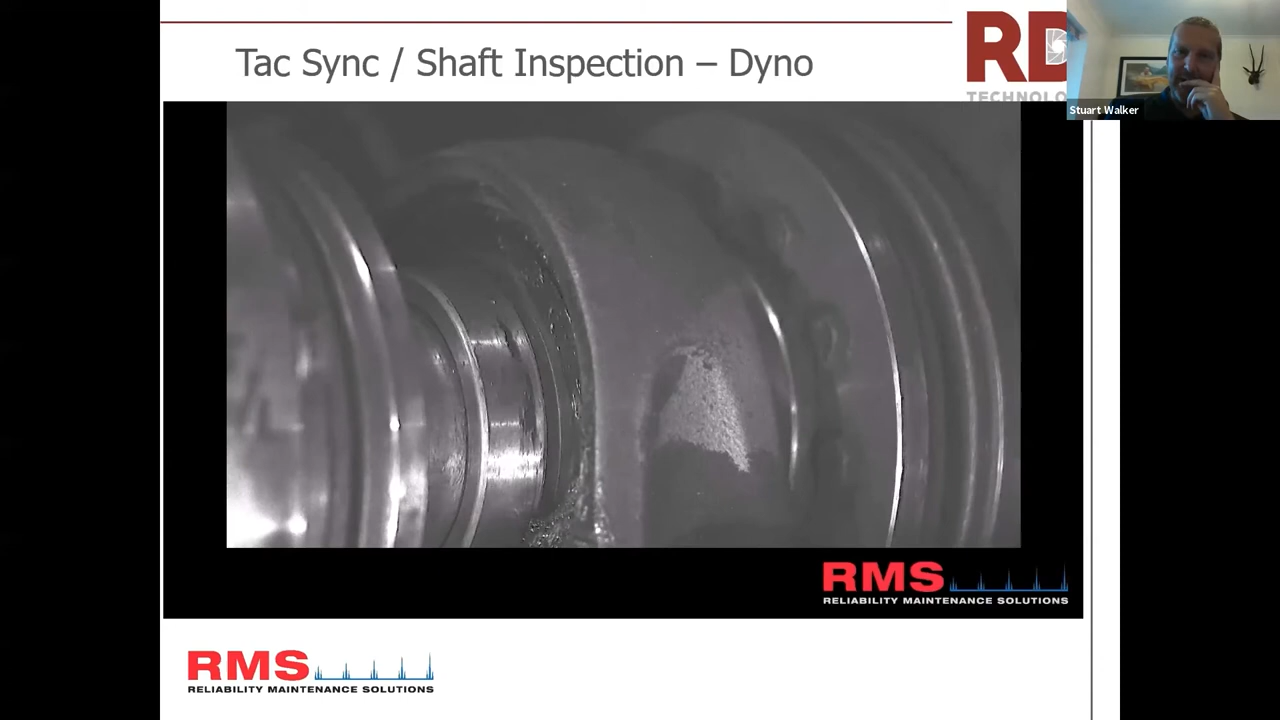 Tac Sync / Shaft Inspection – Dyno
RD
TECHNOLO
Stuart Walker
RMS
RELIABILITY MAINTENANCE SOLUTIONS
RMS
RELIABILITY MAINTENANCE SOLUTIONS